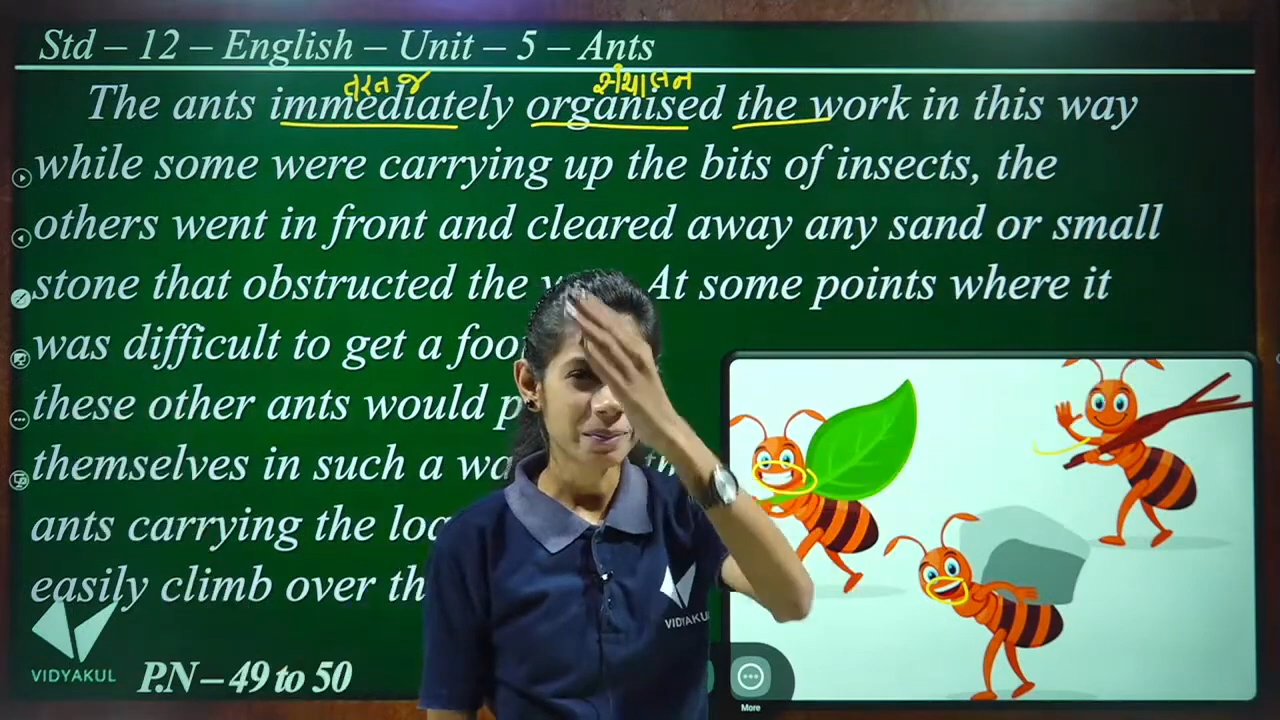 Std – 12 – English – Unit – 5 – Ants
તરત જ સંચાલન
The ants immediately organised the work in this way
while some were carrying up the bits of insects, the
others went in front and cleared away any sand or small
stone that obstructed the At some points where it
was difficult to get a
these other ants would
themselves in such a
ants carrying the
easily climb over
VIDYAKUL
VIDYAKUL
P.N – 49 to 50
More